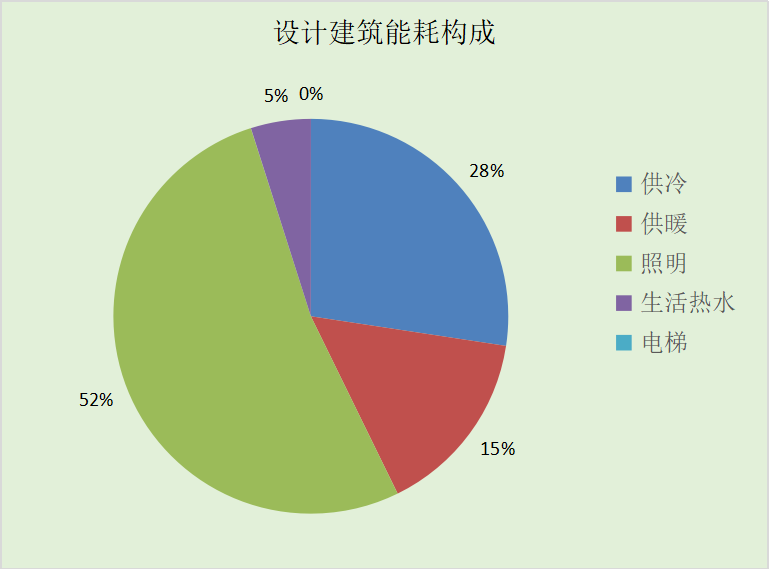 设计建筑能耗构成
5% 0%
28%
供冷
供暖
照明
生活热水
电梯
52%
15%